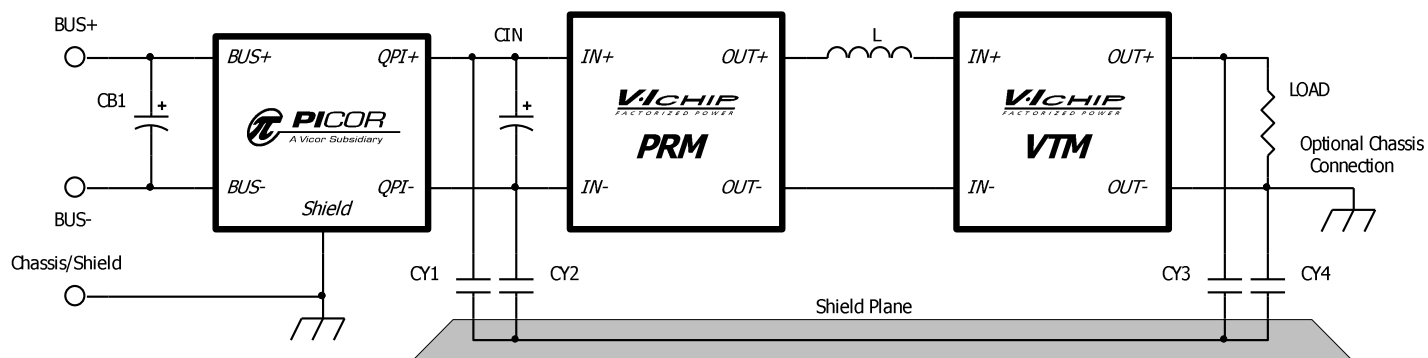 BUS+
CIN
L
BUS+ QPI+
IN+ OUT+
IN+ OUT+
CB1
+
+
LOAD
π PICOR
A Vicor Subsidiary
V·I CHIP
FACTORIZED POWER
PRM
V·I CHIP
FACTORIZED POWER
VTM
Optional Chassis
Connection
BUS- QPI-
IN- OUT-
IN- OUT-
Shield
BUS-
Chassis/Shield
CY1
CY2
CY3
CY4
Shield Plane